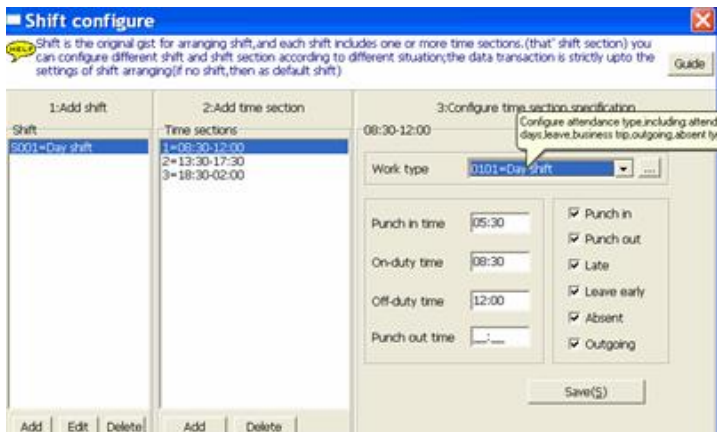 Shift configure
HELP
Shift is the original gist for arranging shift,and each shift includes one or more time sections.(that' shift section) you
can configure different shift and shift section according to different situation;the data transaction is strictly upto the
settings of shift arranging(if no shift,then as default shift)
Guide
1:Add shift
2:Add time section
3:Configure time section specification
Shift
Time sections
08:30-12:00
Configure attendance type,including attend
days,leave,business trip,outgoing,absent ty
S001=Day shift
1=08:30-12:00
2=13:30-17:30
3=18:30-02:00
Work type
0101=Day shift
...
Punch in time
05:30
On-duty time
08:30
Off-duty time
12:00
Punch out time
__:__
Punch in
Punch out
Late
Leave early
Absent
Outgoing
Save(S)
Add
Edit
Delete
Add
Delete